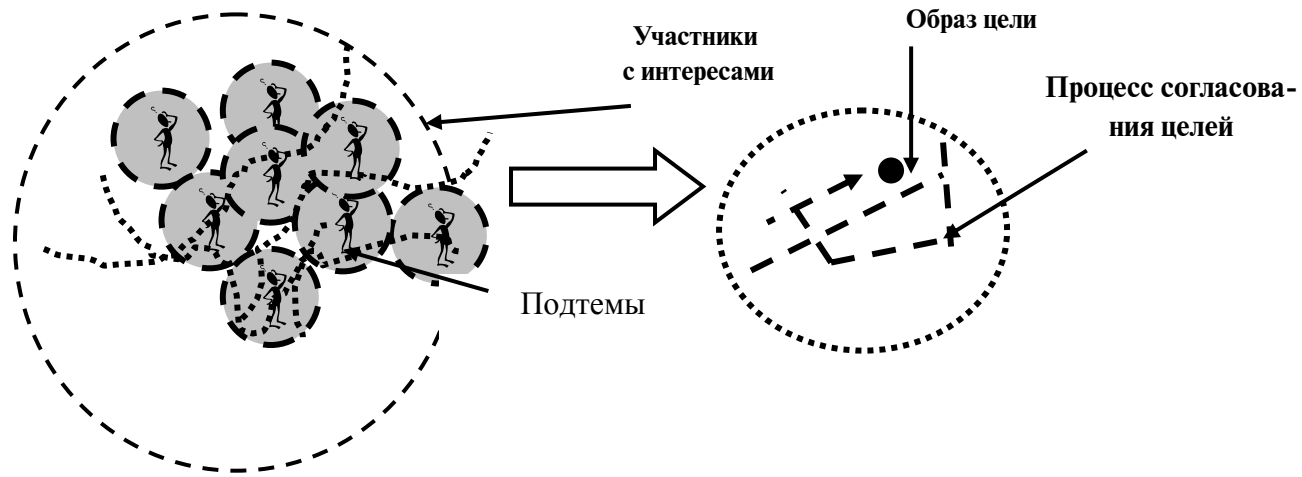 Участники
с интересами
Образ цели
Процесс согласова-
ния целей
Подтемы